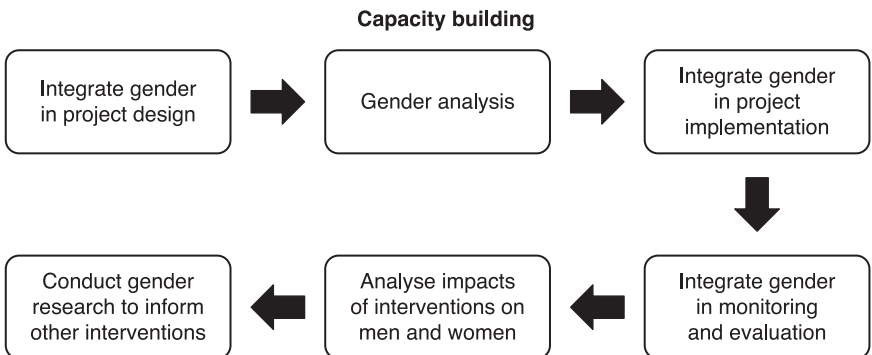 Capacity building
Integrate gender
in project design
Gender analysis
Integrate gender
in project
implementation
Integrate gender
in monitoring
and evaluation
Analyse impacts
of interventions on
men and women
Conduct gender
research to inform
other interventions